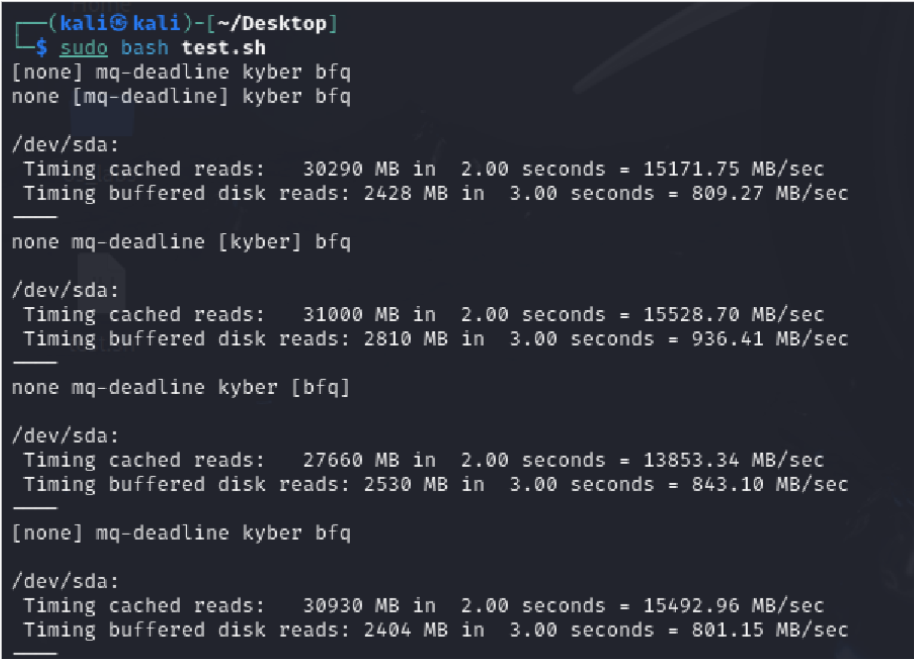 ┌──(kali㉿kali)-[~/Desktop]
└─$ sudo bash test.sh
[none] mq-deadline kyber bfq
none [mq-deadline] kyber bfq

/dev/sda:
 Timing cached reads:   30290 MB in  2.00 seconds = 15171.75 MB/sec
 Timing buffered disk reads: 2428 MB in  3.00 seconds = 809.27 MB/sec
————
none mq-deadline [kyber] bfq

/dev/sda:
 Timing cached reads:   31000 MB in  2.00 seconds = 15528.70 MB/sec
 Timing buffered disk reads: 2810 MB in  3.00 seconds = 936.41 MB/sec
————
none mq-deadline kyber [bfq]

/dev/sda:
 Timing cached reads:   27660 MB in  2.00 seconds = 13853.34 MB/sec
 Timing buffered disk reads: 2530 MB in  3.00 seconds = 843.10 MB/sec
————
[none] mq-deadline kyber bfq

/dev/sda:
 Timing cached reads:   30930 MB in  2.00 seconds = 15492.96 MB/sec
 Timing buffered disk reads: 2404 MB in  3.00 seconds = 801.15 MB/sec
————